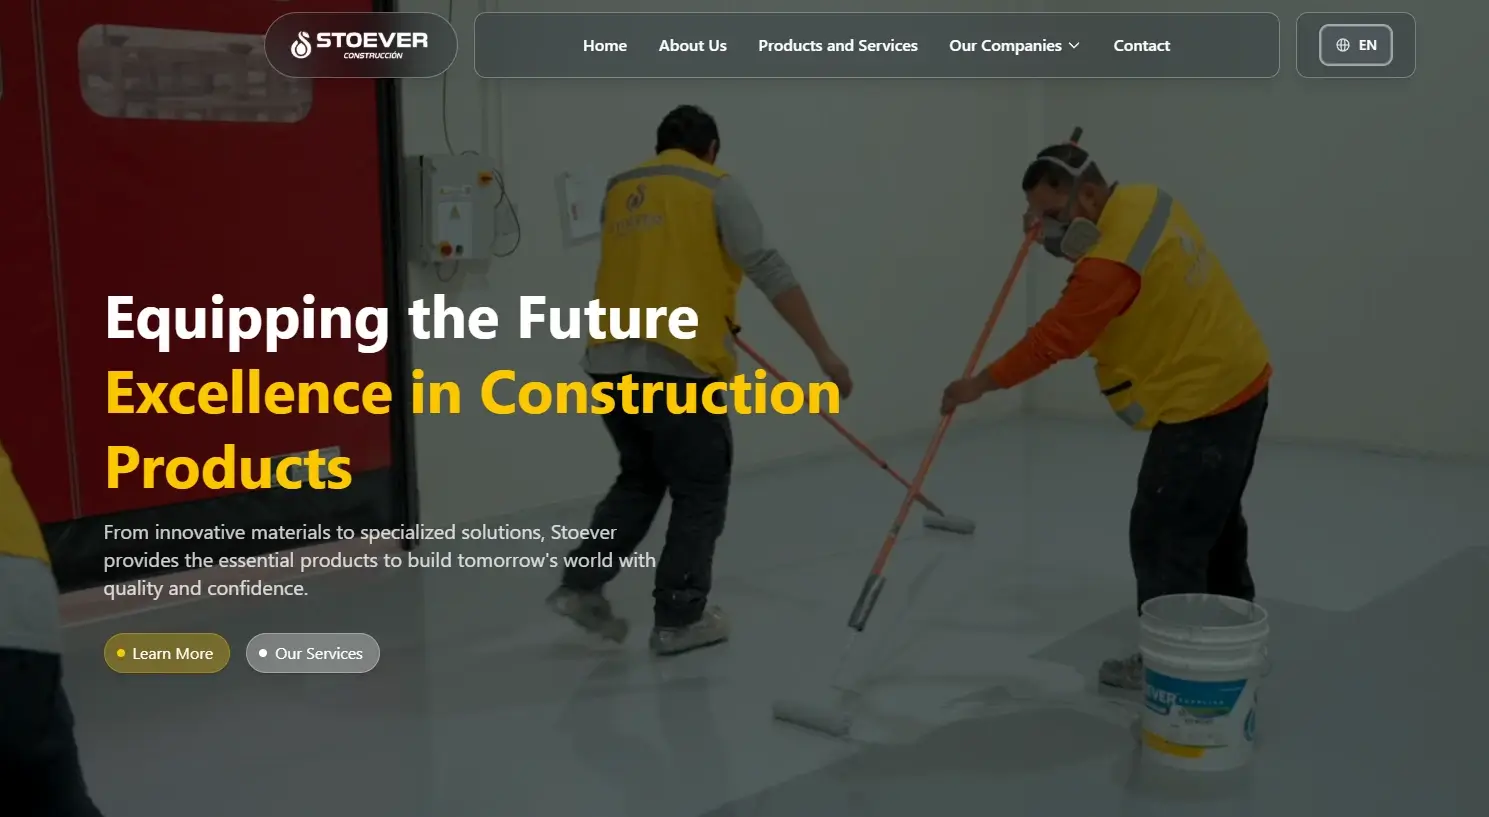 STOEVER
CONSTRUCCIÓN
Home About Us Products and Services Our Companies Contact
EN
Equipping the Future
Excellence in Construction
Products
From innovative materials to specialized solutions, Stoever
provides the essential products to build tomorrow's world with
quality and confidence.
Learn More Our Services